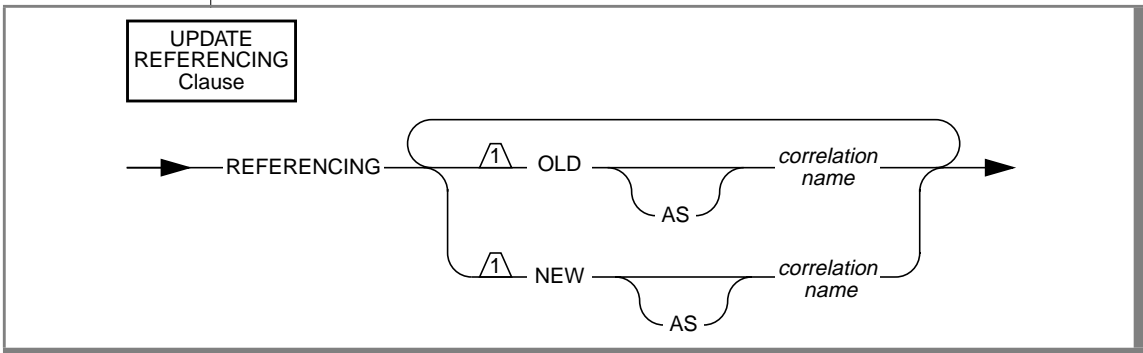 UPDATE
REFERENCING
Clause
REFERENCING
1
OLD
AS
correlation
name
1
NEW
AS
correlation
name